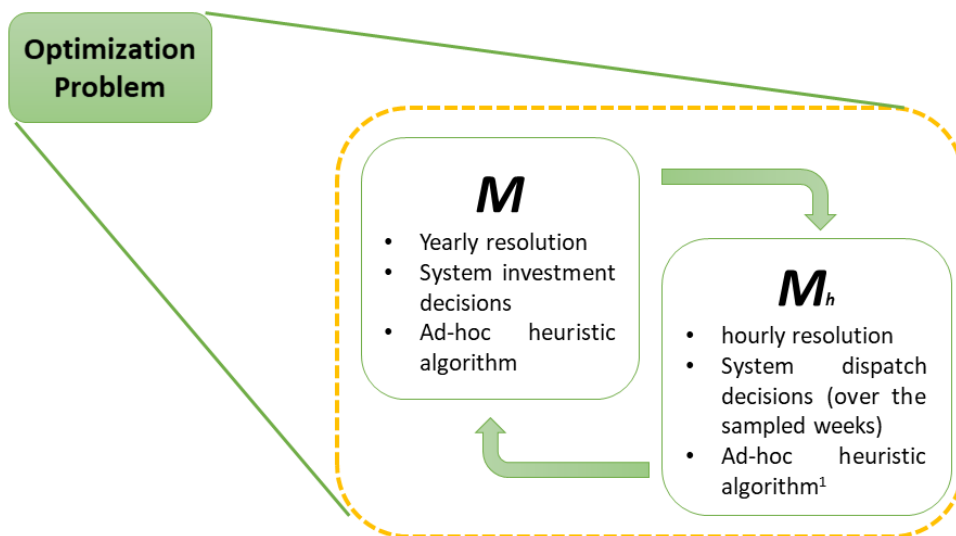 Optimization
Problem
M
• Yearly resolution
• System investment
decisions
• Ad-hoc heuristic
algorithm
Mh
• hourly resolution
• System dispatch
decisions (over the
sampled weeks)
• Ad-hoc heuristic
algorithm1